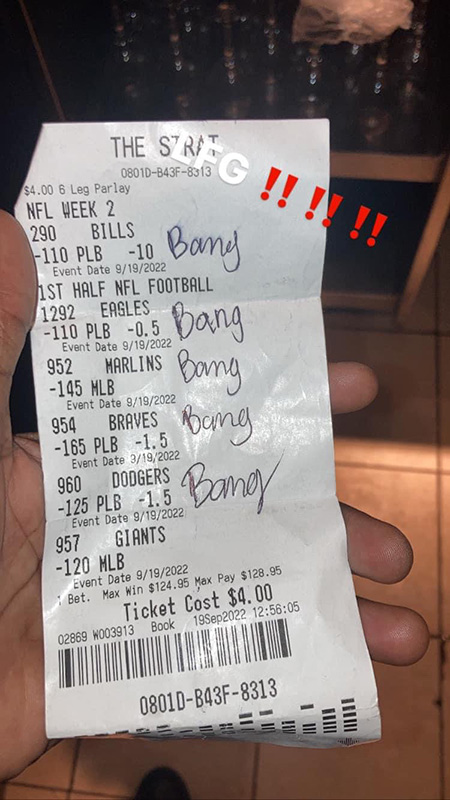 THE STRAT
LFG ‼️ ‼️ ‼️
0801D-B43F-8313
$4.00 6 Leg Parlay
NFL WEEK 2
290 BILLS
-110 PLB -10 Bang
Event Date 9/19/2022
1ST HALF NFL FOOTBALL
1292 EAGLES
-110 PLB -0.5 Bang
Event Date 9/19/2022
952 MARLINS Bang
-145 MLB
Event Date 9/19/2022
954 BRAVES Bang
-165 PLB -1.5
Event Date 9/19/2022
960 DODGERS
-125 PLB -1.5 Bang
Event Date 9/19/2022
957 GIANTS
-120 MLB
Event Date 9/19/2022
1 Bet. Max Win $124.95 Max Pay $128.95
Ticket Cost $4.00
02869 W003913 Book 19Sep2022 12:56:05
0801D-B43F-8313